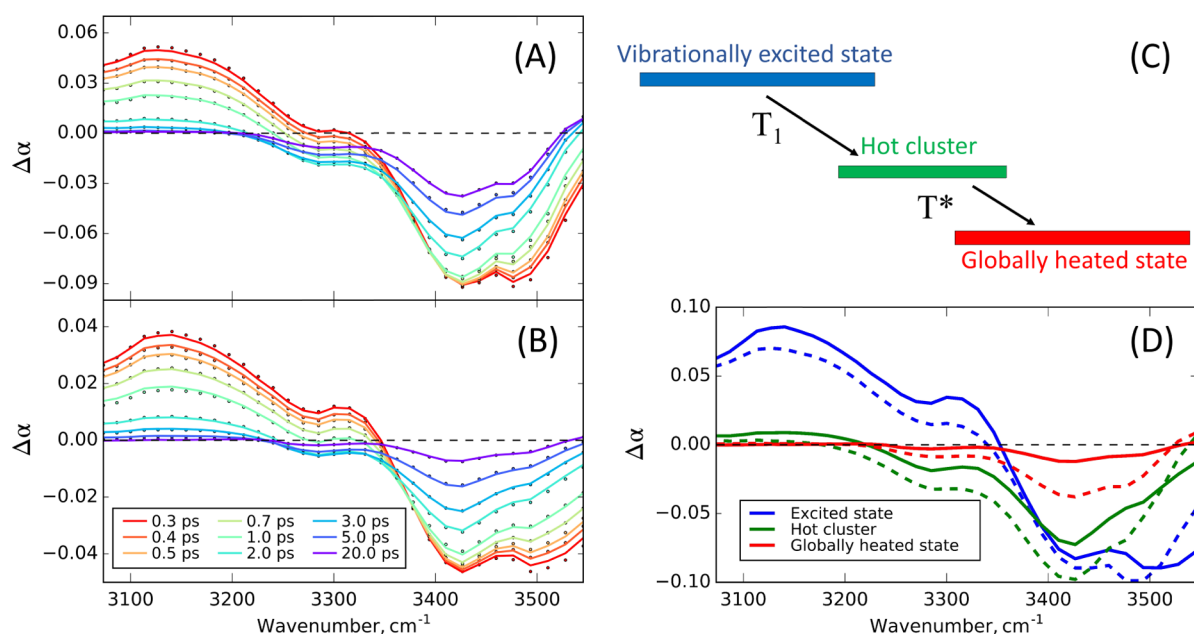 (A)
0.06
0.03
0.00
−0.03
−0.06
−0.09
Δα
(B)
0.04
0.02
0.00
−0.02
−0.04
Δα
0.3 ps 0.7 ps 3.0 ps
0.4 ps 1.0 ps 5.0 ps
0.5 ps 2.0 ps 20.0 ps
3100 3200 3300 3400 3500
Wavenumber, cm⁻¹
(C)
Vibrationally excited state
T₁
Hot cluster
T*
Globally heated state
(D)
0.10
0.05
0.00
−0.05
−0.10
Δα
Excited state
Hot cluster
Globally heated state
3100 3200 3300 3400 3500
Wavenumber, cm⁻¹